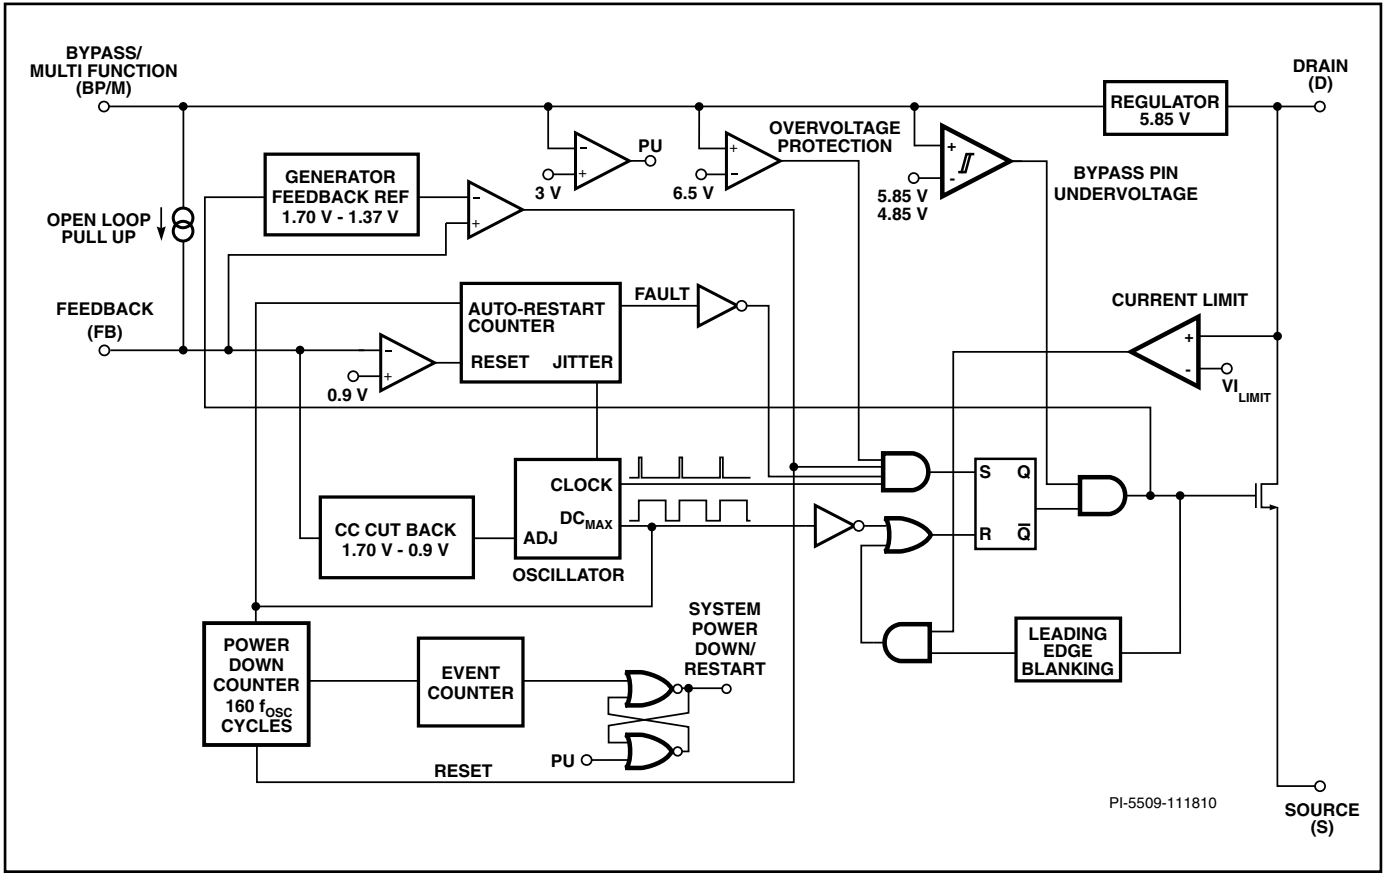 BYPASS/
MULTI FUNCTION
(BP/M)
DRAIN
(D)
REGULATOR
5.85 V
OVERVOLTAGE
PROTECTION
PU
-
+
3 V
+
-
6.5 V
+
-
5.85 V
4.85 V
BYPASS PIN
UNDERVOLTAGE
GENERATOR
FEEDBACK REF
1.70 V - 1.37 V
-
+
OPEN LOOP
PULL UP
FEEDBACK
(FB)
AUTO-RESTART
COUNTER
RESET
JITTER
FAULT
-
+
0.9 V
CURRENT LIMIT
+
-
VI LIMIT
CLOCK
DCMAX
ADJ
OSCILLATOR
CC CUT BACK
1.70 V - 0.9 V
S
Q
R
Q̅
LEADING
EDGE
BLANKING
SYSTEM
POWER
DOWN/
RESTART
POWER
DOWN
COUNTER
160 fOSC
CYCLES
EVENT
COUNTER
PU
RESET
PI-5509-111810
SOURCE
(S)